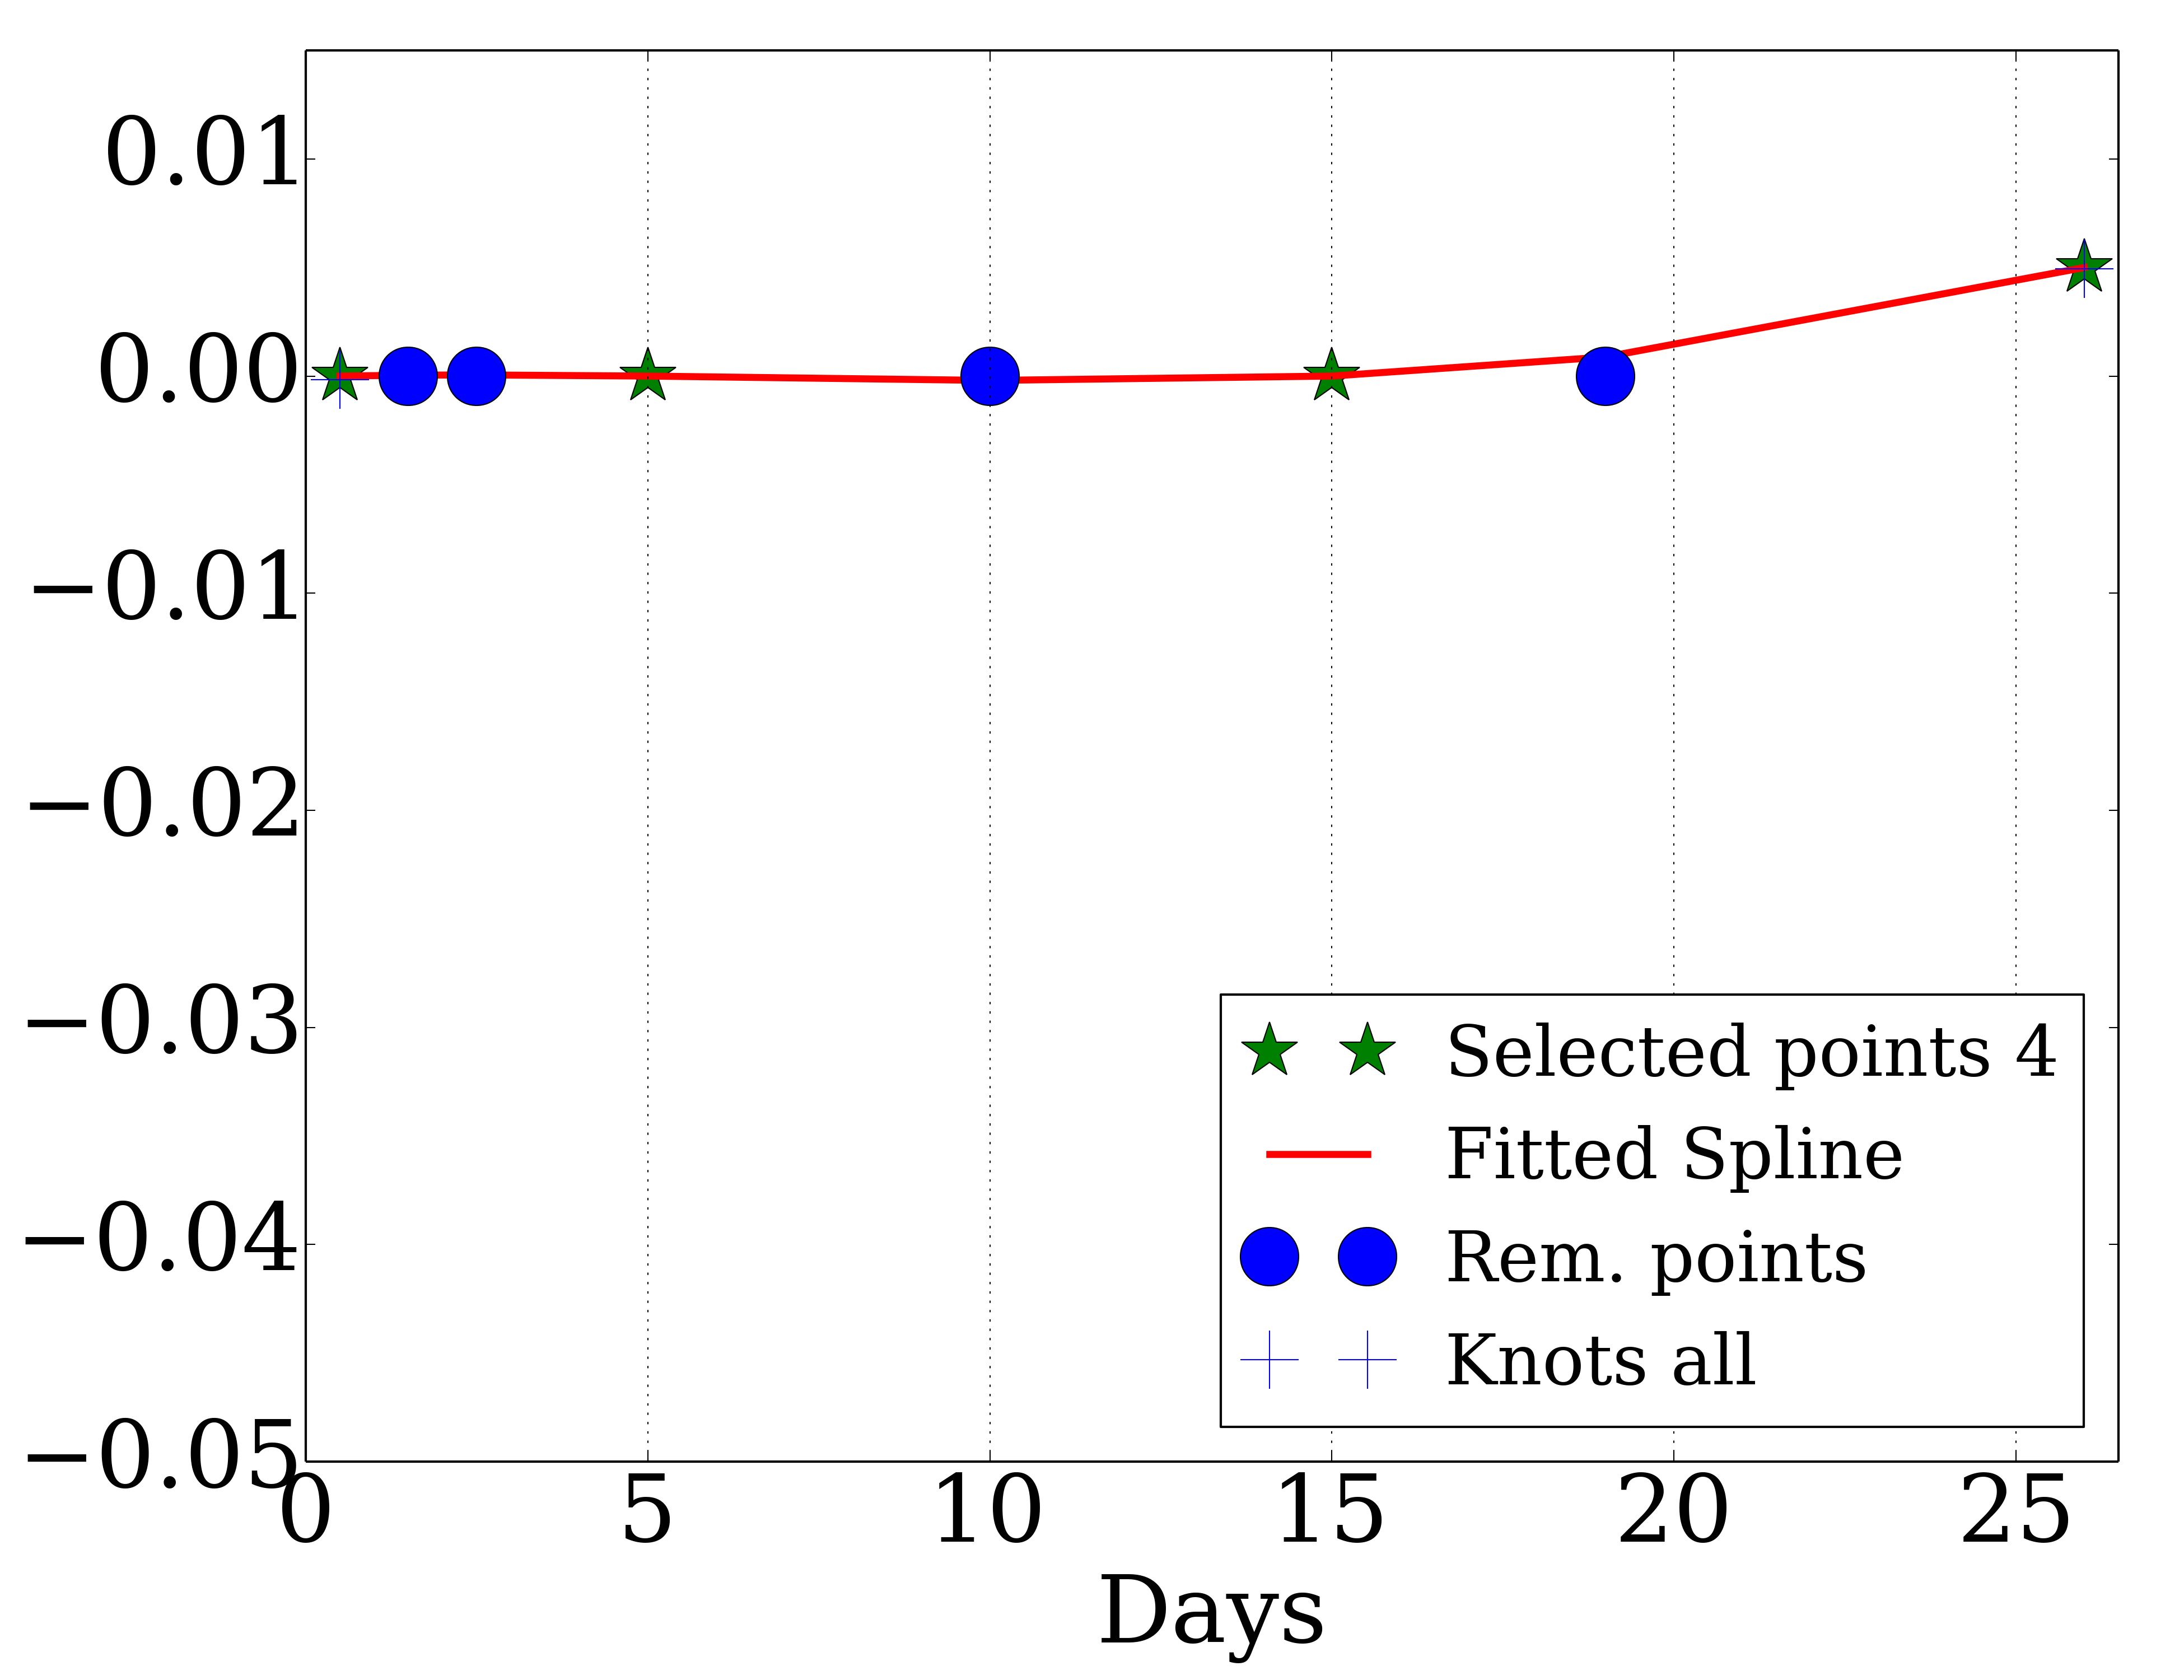 0.01
0.00
−0.01
−0.02
−0.03
−0.04
−0.05
Selected points 4
Fitted Spline
Rem. points
Knots all
0 5 10 15 20 25
Days